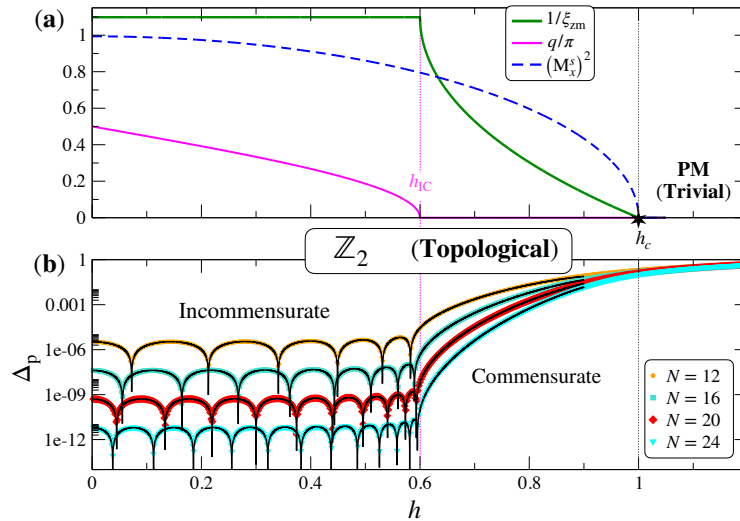 (a)
1
0.8
0.6
0.4
0.2
0
1/ξzm
q/π
(Mₓˢ)²
hIC
PM
(Trivial)
hc
ℤ₂ (Topological)
(b)
1
0.001
1e-06
1e-09
1e-12
Δp
Incommensurate
Commensurate
N = 12
N = 16
N = 20
N = 24
0 0.2 0.4 0.6 0.8 1
h